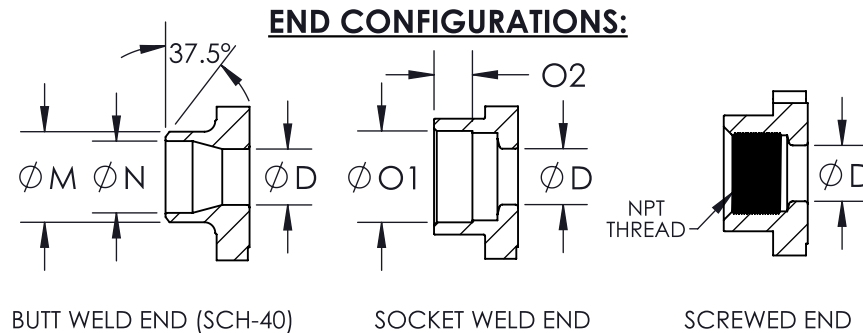 END CONFIGURATIONS:
37.5°
O2
ØM ØN ØD ØO1 ØD ØD
NPT
THREAD
BUTT WELD END (SCH-40) SOCKET WELD END SCREWED END